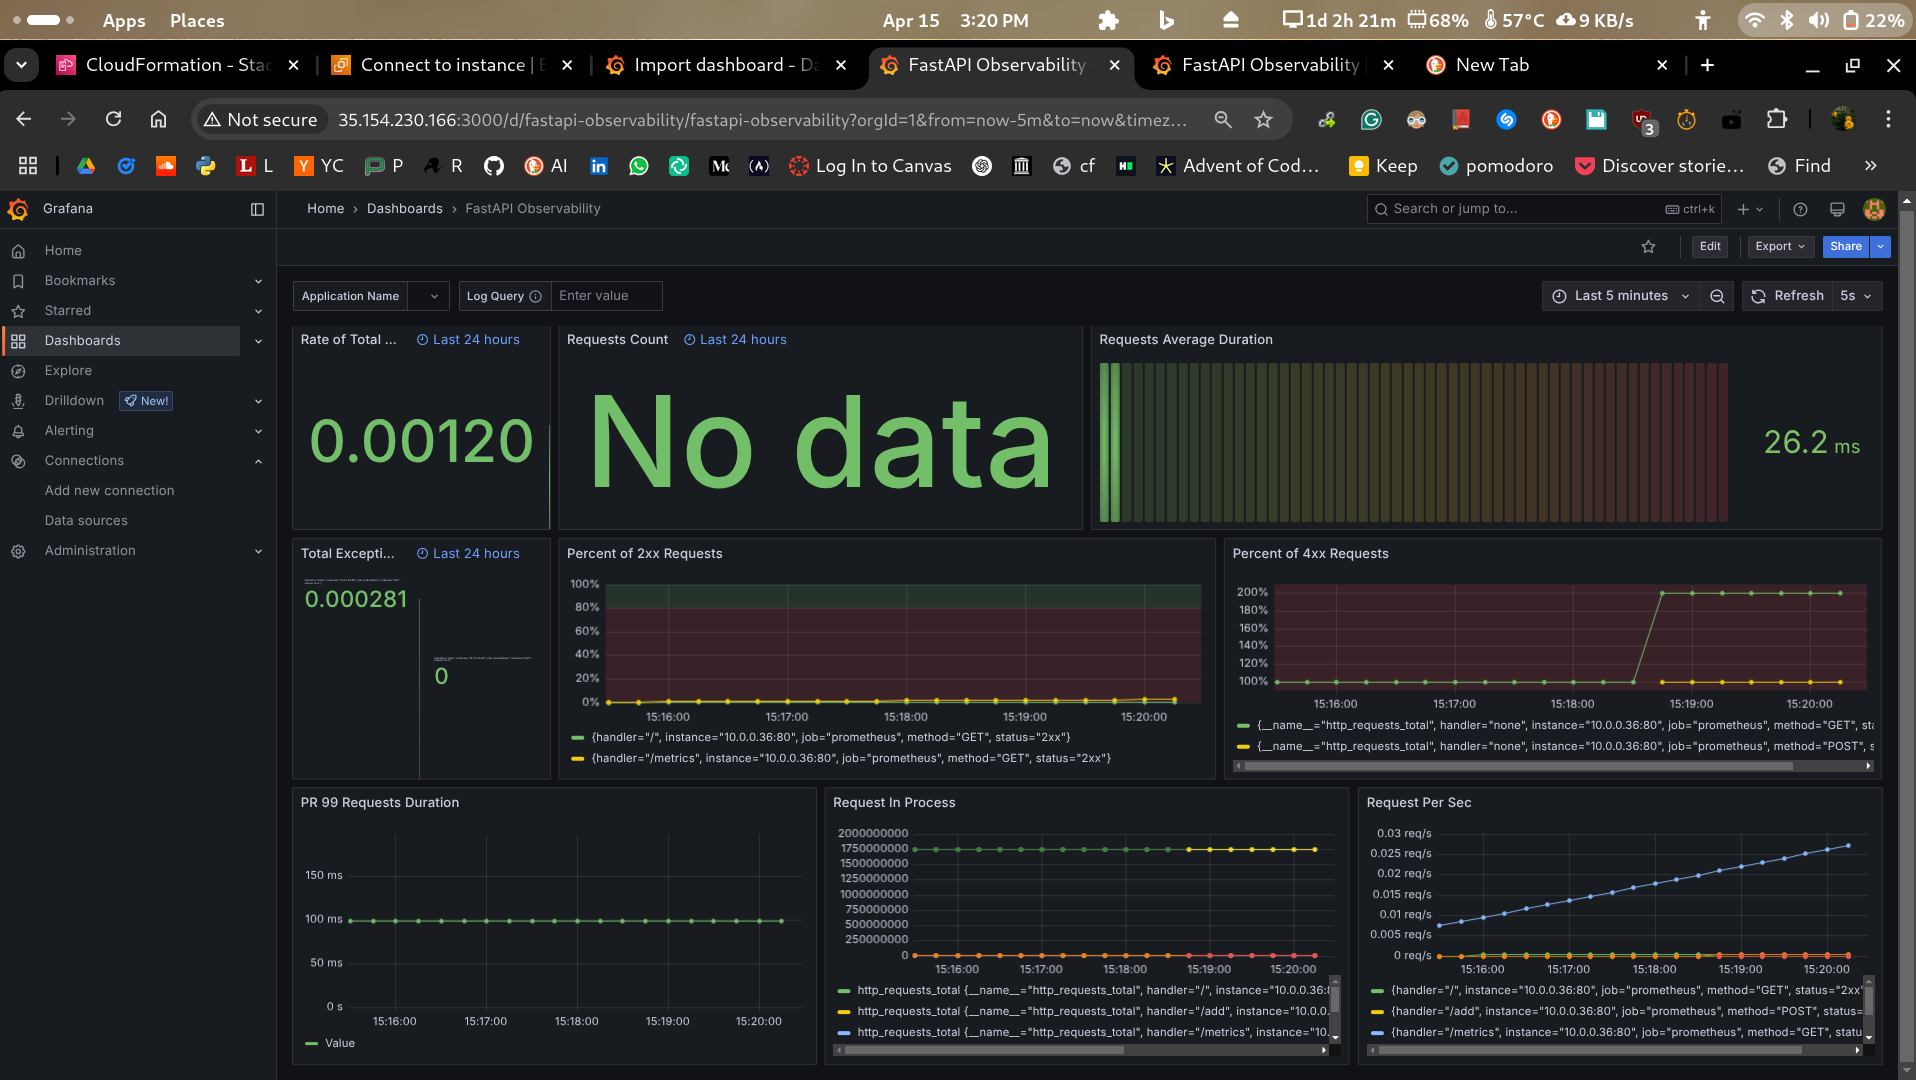 Apps Places Apr 15 3:20 PM 1d 2h 21m 68% 57°C 9 KB/s 22%
CloudFormation - Stac Connect to instance | E Import dashboard - Da FastAPI Observability - FastAPI Observability | New Tab
Not secure 35.154.230.166:3000/d/fastapi-observability/fastapi-observability?orgId=1&from=now-5m&to=now&timez... 3
L YC P R AI Log In to Canvas cf Advent of Cod... Keep pomodoro Discover storie... Find »
Grafana Home › Dashboards › FastAPI Observability Search or jump to... ctrl+k
Edit Export Share
Home
Bookmarks
Starred
Dashboards
Explore
Drilldown New!
Alerting
Connections
Add new connection
Data sources
Administration
Application Name Log Query Enter value Last 5 minutes Refresh 5s
Rate of Total ... Last 24 hours
0.00120
Requests Count Last 24 hours
No data
Requests Average Duration
26.2 ms
Total Excepti... Last 24 hours
0.000281
0
Percent of 2xx Requests
100%
80%
60%
40%
20%
0%
15:16:00 15:17:00 15:18:00 15:19:00 15:20:00
{handler="/", instance="10.0.0.36:80", job="prometheus", method="GET", status="2xx"}
{handler="/metrics", instance="10.0.0.36:80", job="prometheus", method="GET", status="2xx"}
Percent of 4xx Requests
200%
180%
160%
140%
120%
100%
15:16:00 15:17:00 15:18:00 15:19:00 15:20:00
{__name__="http_requests_total", handler="none", instance="10.0.0.36:80", job="prometheus", method="GET", sta
{__name__="http_requests_total", handler="none", instance="10.0.0.36:80", job="prometheus", method="POST", s
PR 99 Requests Duration
150 ms
100 ms
50 ms
0 s
15:16:00 15:17:00 15:18:00 15:19:00 15:20:00
Value
Request In Process
2000000000
1750000000
1500000000
1250000000
1000000000
750000000
500000000
250000000
0
15:16:00 15:17:00 15:18:00 15:19:00 15:20:00
http_requests_total {__name__="http_requests_total", handler="/", instance="10.0.0.36:8
http_requests_total {__name__="http_requests_total", handler="/add", instance="10.0.0.
http_requests_total {__name__="http_requests_total", handler="/metrics", instance="10.
Request Per Sec
0.03 req/s
0.025 req/s
0.02 req/s
0.015 req/s
0.01 req/s
0.005 req/s
0 req/s
15:16:00 15:17:00 15:18:00 15:19:00 15:20:00
{handler="/", instance="10.0.0.36:80", job="prometheus", method="GET", status="2xx"
{handler="/add", instance="10.0.0.36:80", job="prometheus", method="POST", status=
{handler="/metrics", instance="10.0.0.36:80", job="prometheus", method="GET", statu